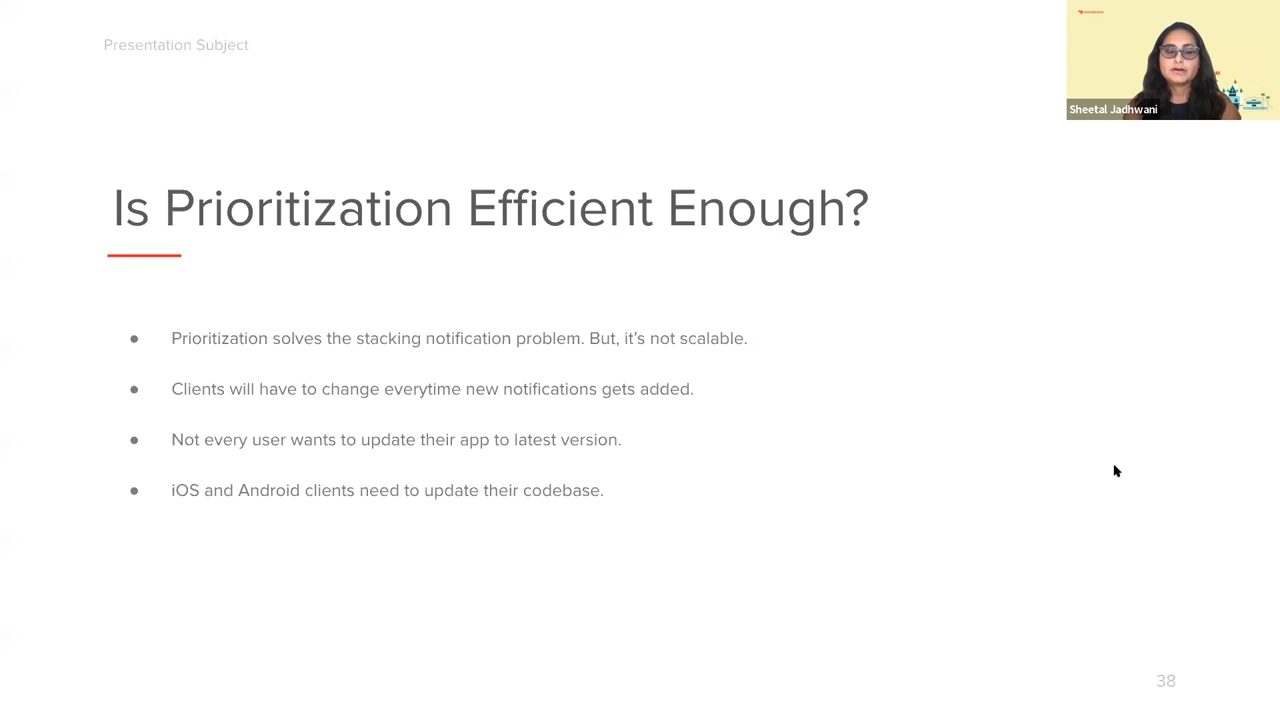 Presentation Subject
Sheetal Jadhwani
Is Prioritization Efficient Enough?
● Prioritization solves the stacking notification problem. But, it’s not scalable.
● Clients will have to change everytime new notifications gets added.
● Not every user wants to update their app to latest version.
● iOS and Android clients need to update their codebase.
38